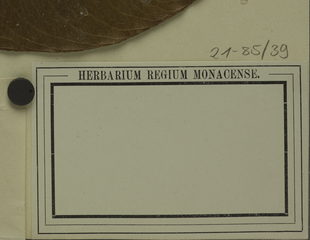 21-85/39
HERBARIUM REGIUM MONACENSE.